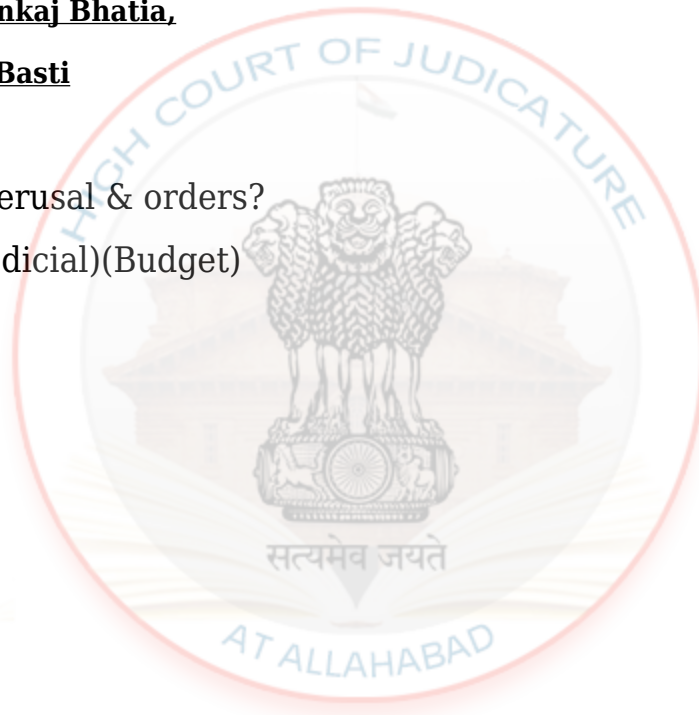 nkaj Bhatia,
Basti
HIGH COURT OF JUDICATURE
erusal & orders?
dicial)(Budget)
सत्यमेव जयते
AT ALLAHABAD